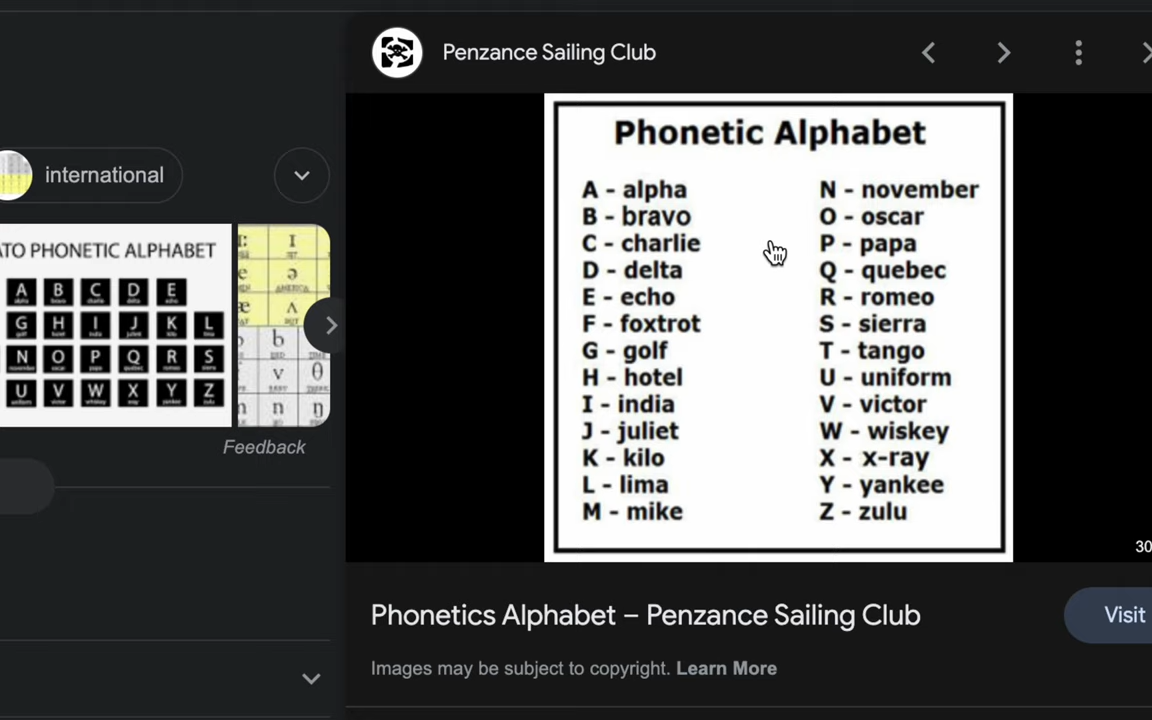 Penzance Sailing Club
international
ATO PHONETIC ALPHABET
A B C D E
G H I J K L
N O P Q R S
U V W X Y Z
Feedback
Phonetic Alphabet
A - alpha
B - bravo
C - charlie
D - delta
E - echo
F - foxtrot
G - golf
H - hotel
I - india
J - juliet
K - kilo
L - lima
M - mike
N - november
O - oscar
P - papa
Q - quebec
R - romeo
S - sierra
T - tango
U - uniform
V - victor
W - wiskey
X - x-ray
Y - yankee
Z - zulu
30
Phonetics Alphabet – Penzance Sailing Club
Visit
Images may be subject to copyright. Learn More